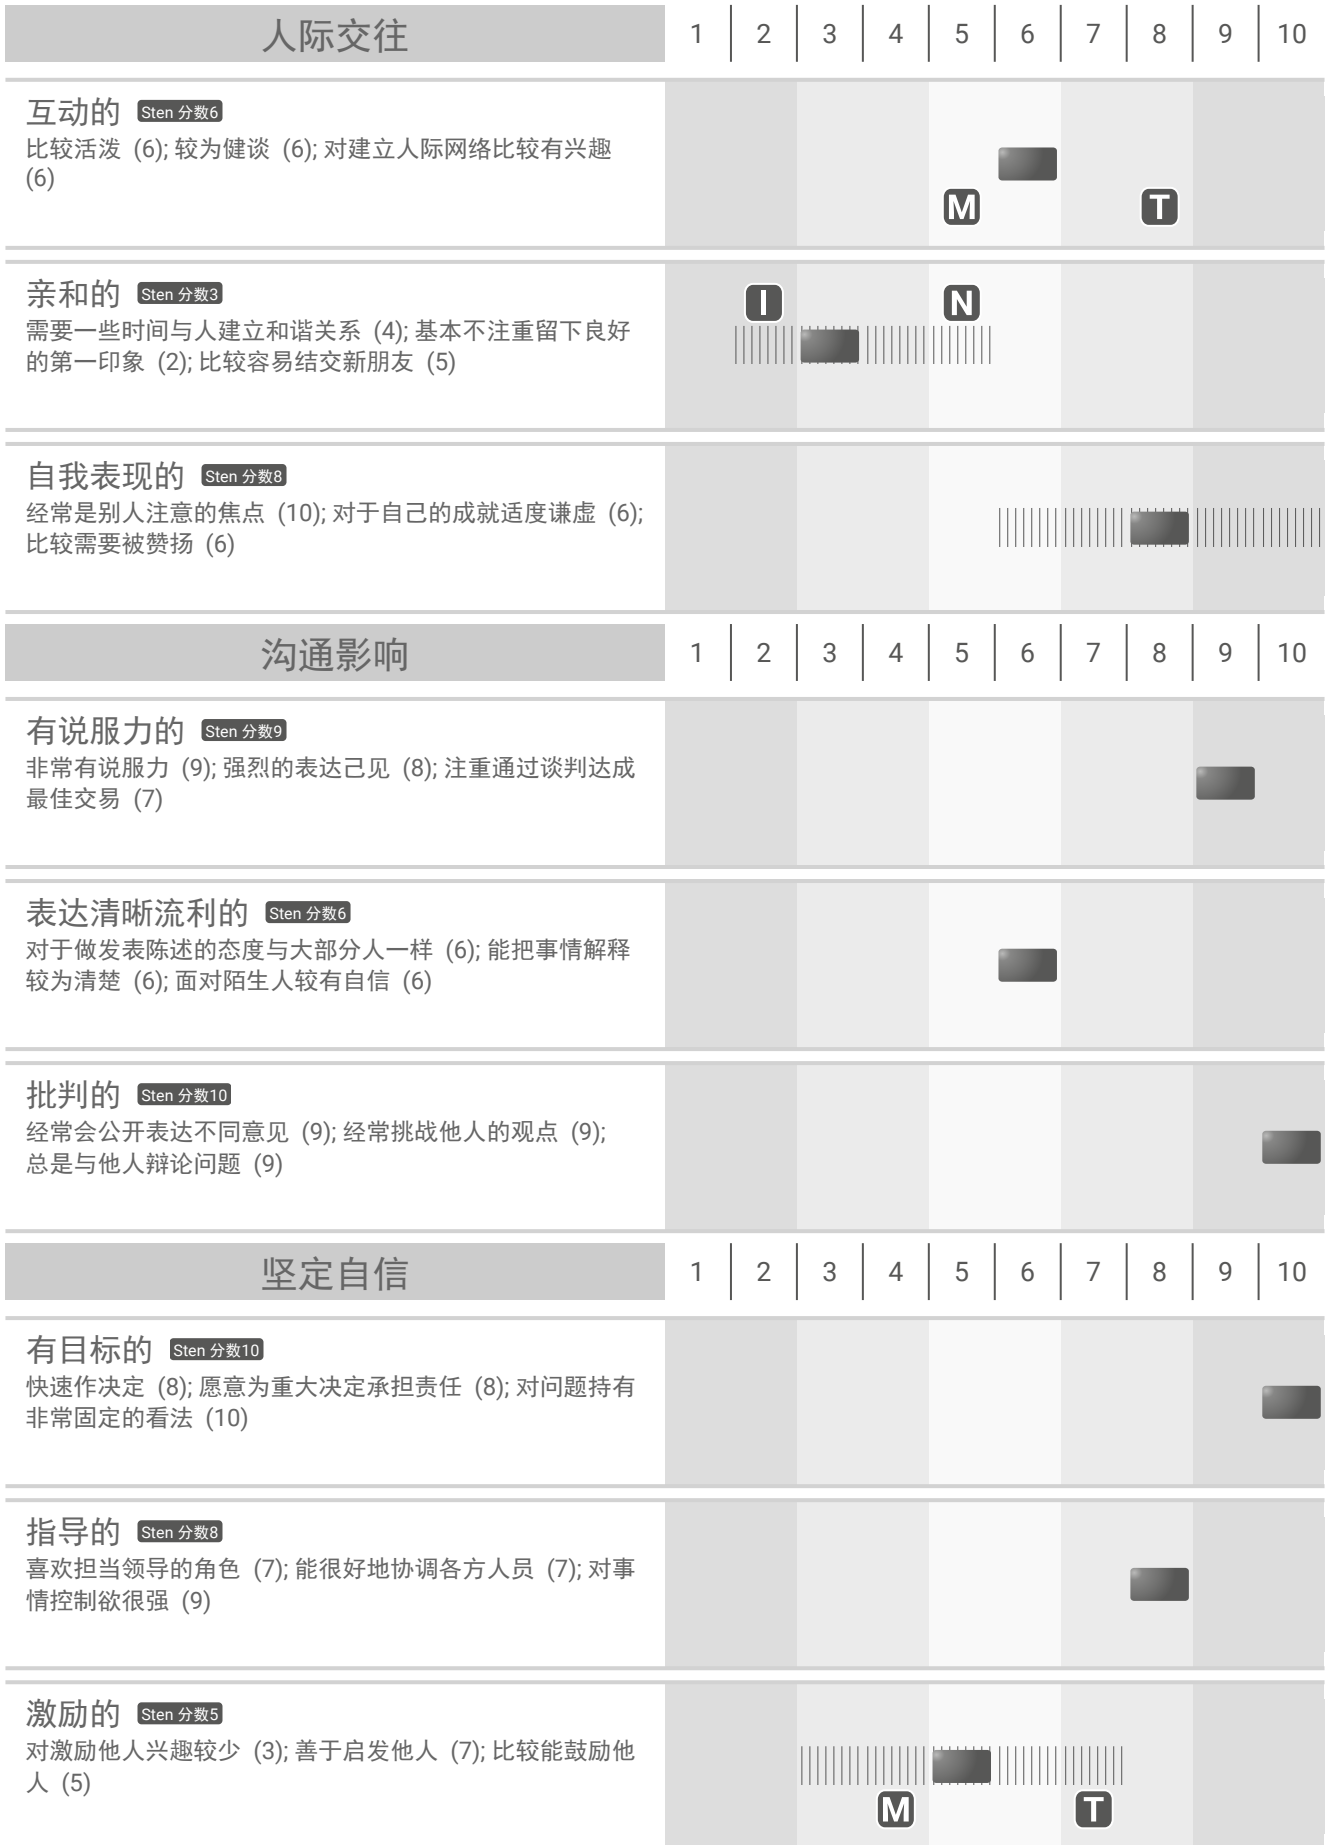 人际交往 1 2 3 4 5 6 7 8 9 10
互动的 Sten 分数6
比较活泼 (6); 较为健谈 (6); 对建立人际网络比较有兴趣
(6)
M T
亲和的 Sten 分数3
I N
需要一些时间与人建立和谐关系 (4); 基本不注重留下良好
的第一印象 (2); 比较容易结交新朋友 (5)
自我表现的 Sten 分数8
经常是别人注意的焦点 (10); 对于自己的成就适度谦虚 (6);
比较需要被赞扬 (6)
沟通影响 1 2 3 4 5 6 7 8 9 10
有说服力的 Sten 分数9
非常有说服力 (9); 强烈的表达己见 (8); 注重通过谈判达成
最佳交易 (7)
表达清晰流利的 Sten 分数6
对于做发表陈述的态度与大部分人一样 (6); 能把事情解释
较为清楚 (6); 面对陌生人较有自信 (6)
批判的 Sten 分数10
经常会公开表达不同意见 (9); 经常挑战他人的观点 (9);
总是与他人辩论问题 (9)
坚定自信 1 2 3 4 5 6 7 8 9 10
有目标的 Sten 分数10
快速作决定 (8); 愿意为重大决定承担责任 (8); 对问题持有
非常固定的看法 (10)
指导的 Sten 分数8
喜欢担当领导的角色 (7); 能很好地协调各方人员 (7); 对事
情控制欲很强 (9)
激励的 Sten 分数5
对激励他人兴趣较少 (3); 善于启发他人 (7); 比较能鼓励他
人 (5)
M T